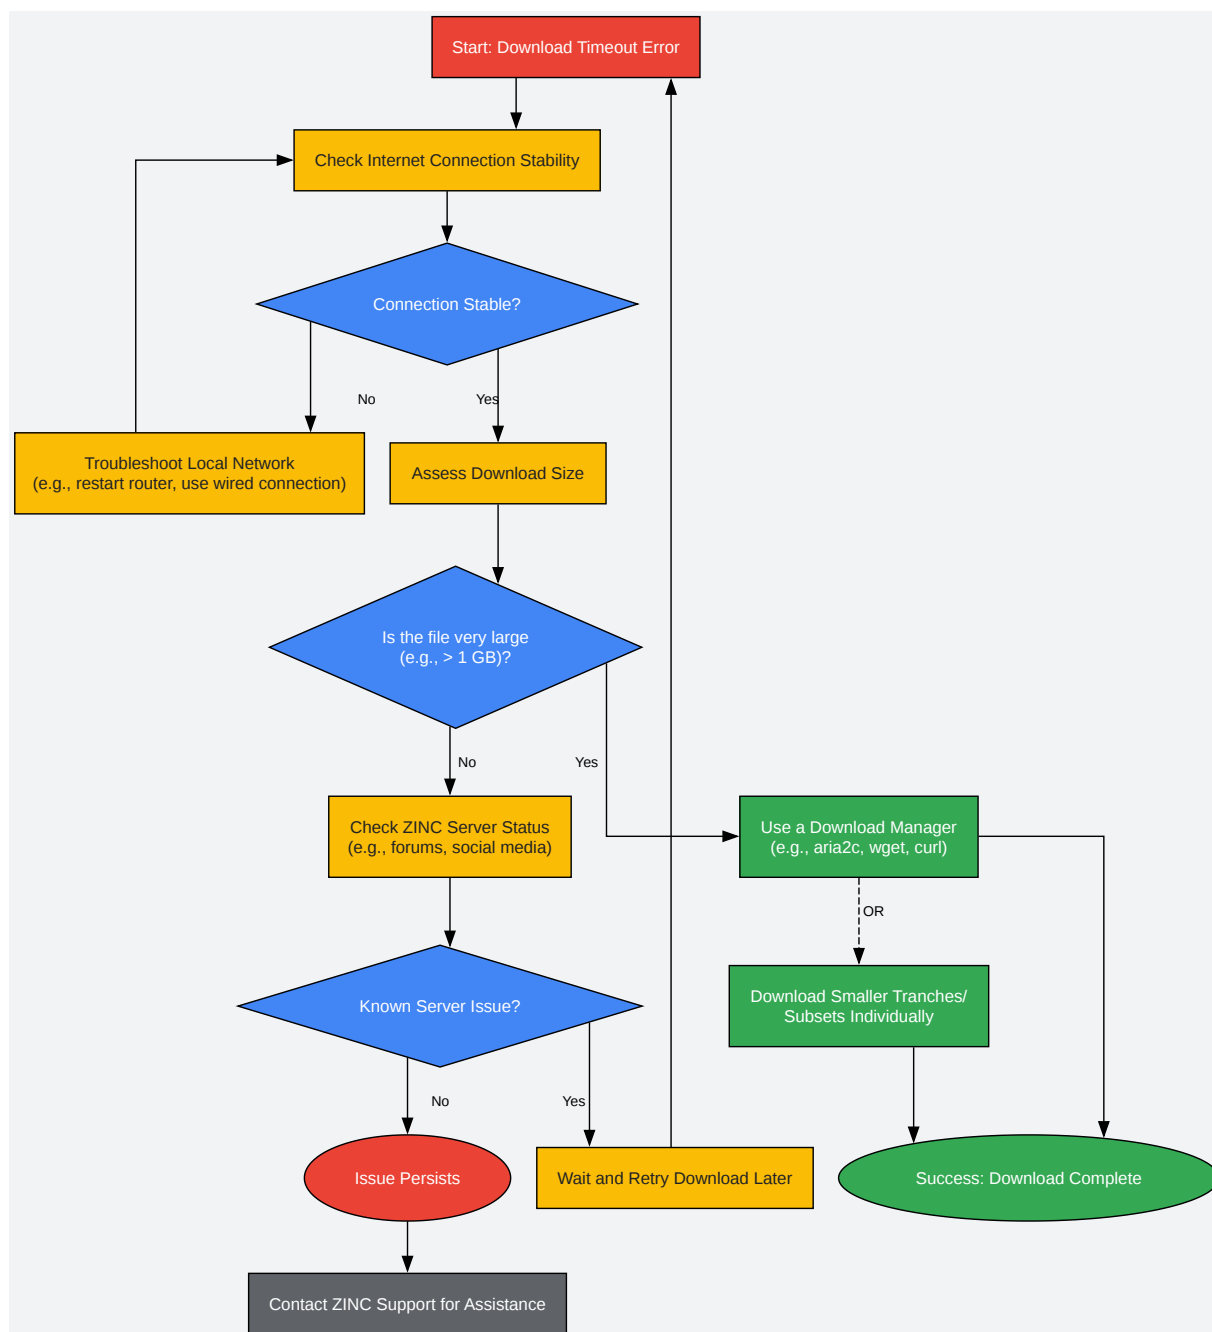 Start: Download Timeout Error
Check Internet Connection Stability
Connection Stable?
No
Yes
Troubleshoot Local Network
(e.g., restart router, use wired connection)
Assess Download Size
Is the file very large
(e.g., > 1 GB)?
No
Yes
Check ZINC Server Status
(e.g., forums, social media)
Use a Download Manager
(e.g., aria2c, wget, curl)
OR
Known Server Issue?
Download Smaller Tranches/
Subsets Individually
No
Yes
Issue Persists
Wait and Retry Download Later
Success: Download Complete
Contact ZINC Support for Assistance